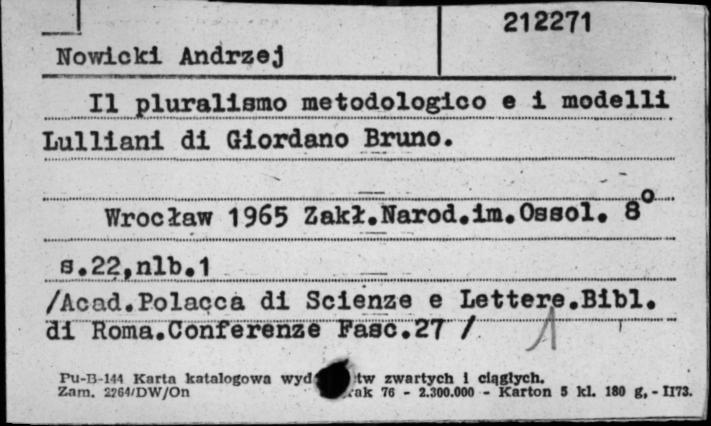 212271
Nowicki Andrzej
Il pluralismo metodologico e i modelli
Lulliani di Giordano Bruno.
Wrocław 1965 Zakł.Narod.im.Ossol. 8°
s.22,nlb.1
/Acad.Polacca di Scienze e Lettere.Bibl.
di Roma.Conferenze Fasc.27 /
Pu-B-144 Karta katalogowa wyd tw zwartych i ciągłych.
Zam. 2264/DW/On 76 - 2.300.000 - Karton 5 kl. 180 g, - II73.